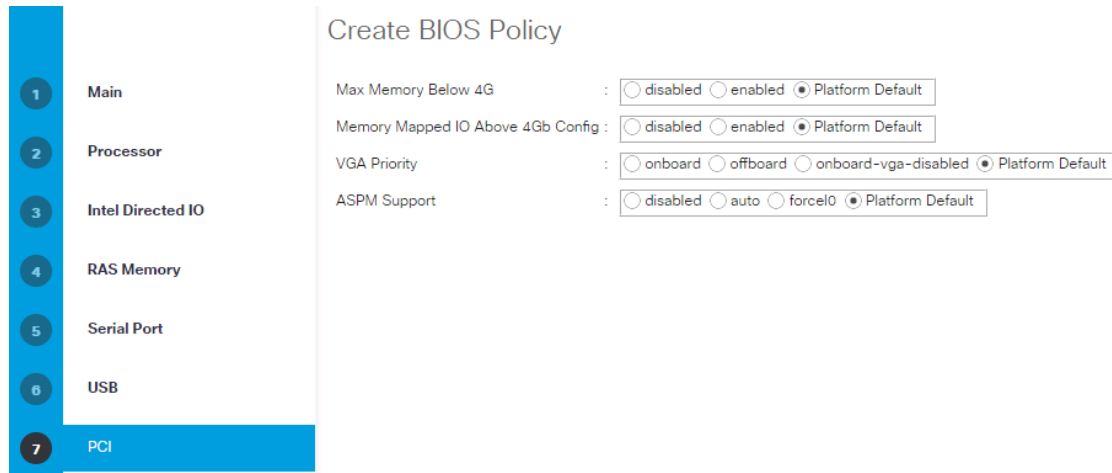 Create BIOS Policy
1 Main
2 Processor
3 Intel Directed IO
4 RAS Memory
5 Serial Port
6 USB
7 PCI
Max Memory Below 4G : disabled enabled Platform Default
Memory Mapped IO Above 4Gb Config : disabled enabled Platform Default
VGA Priority : onboard offboard onboard-vga-disabled Platform Default
ASPM Support : disabled auto forcel0 Platform Default